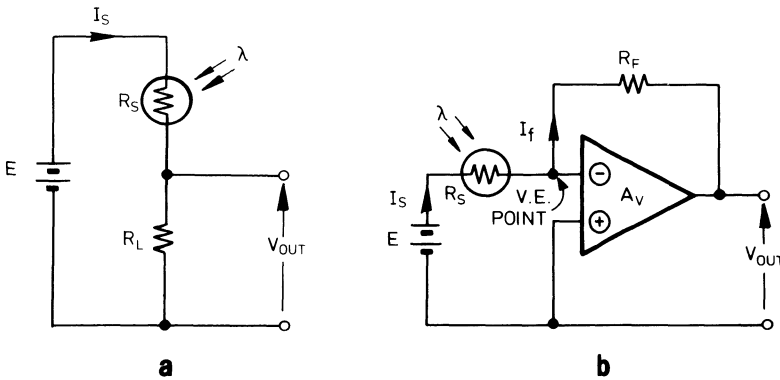 I_S
λ
R_S
E
R_L
V_OUT
a
R_F
λ
I_f
R_S
I_S
V.E.
POINT
−
+
A_V
E
V_OUT
b